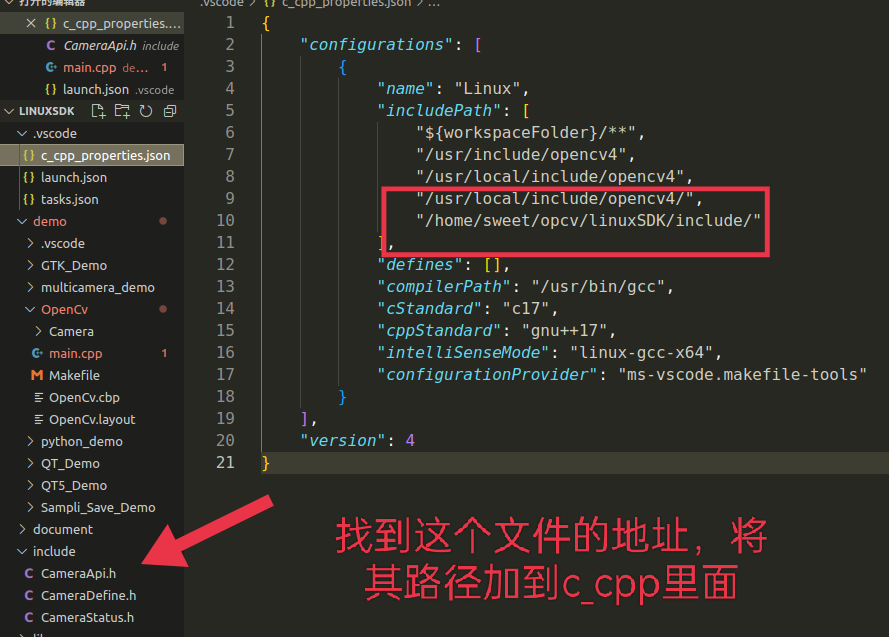 打开的编辑器
.vscode > {} c_cpp_properties.json > ...
{} c_cpp_properties....
C CameraApi.h include
main.cpp de... 1
{} launch.json .vscode
LINUXSDK
.vscode
{} c_cpp_properties.json
{} launch.json
{} tasks.json
demo
.vscode
GTK_Demo
multicamera_demo
OpenCv
Camera
main.cpp 1
M Makefile
OpenCv.cbp
OpenCv.layout
python_demo
QT_Demo
QT5_Demo
Sampli_Save_Demo
document
include
C CameraApi.h
C CameraDefine.h
C CameraStatus.h
1 {
2 "configurations": [
3 {
4 "name": "Linux",
5 "includePath": [
6 "${workspaceFolder}/**",
7 "/usr/include/opencv4",
8 "/usr/local/include/opencv4",
9 "/usr/local/include/opencv4/",
10 "/home/sweet/opcv/linuxSDK/include/"
11 ],
12 "defines": [],
13 "compilerPath": "/usr/bin/gcc",
14 "cStandard": "c17",
15 "cppStandard": "gnu++17",
16 "intelliSenseMode": "linux-gcc-x64",
17 "configurationProvider": "ms-vscode.makefile-tools"
18 }
19 ],
20 "version": 4
21 }
找到这个文件的地址，将
其路径加到c_cpp里面